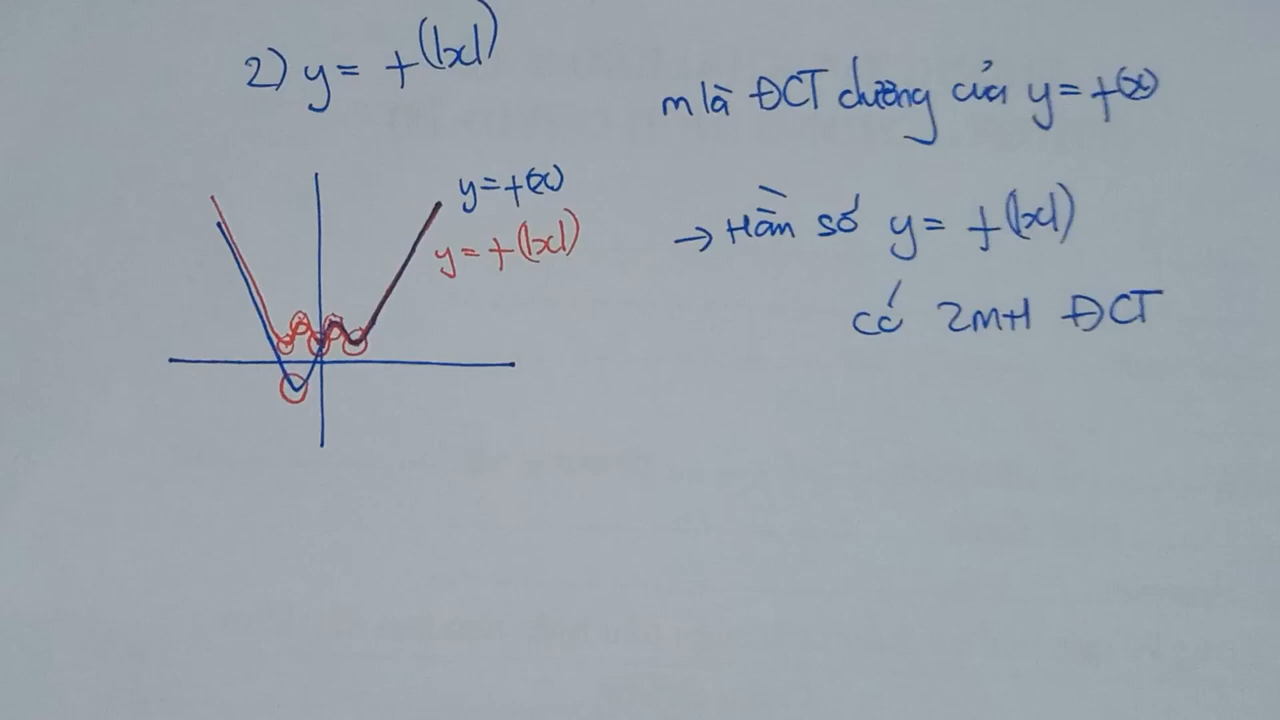 2) y = f(|x|)
m là ĐCT dương của y = f(x)
y = f(x)
y = f(|x|)
→ Hàm số y = f(|x|)
có 2m+1 ĐCT